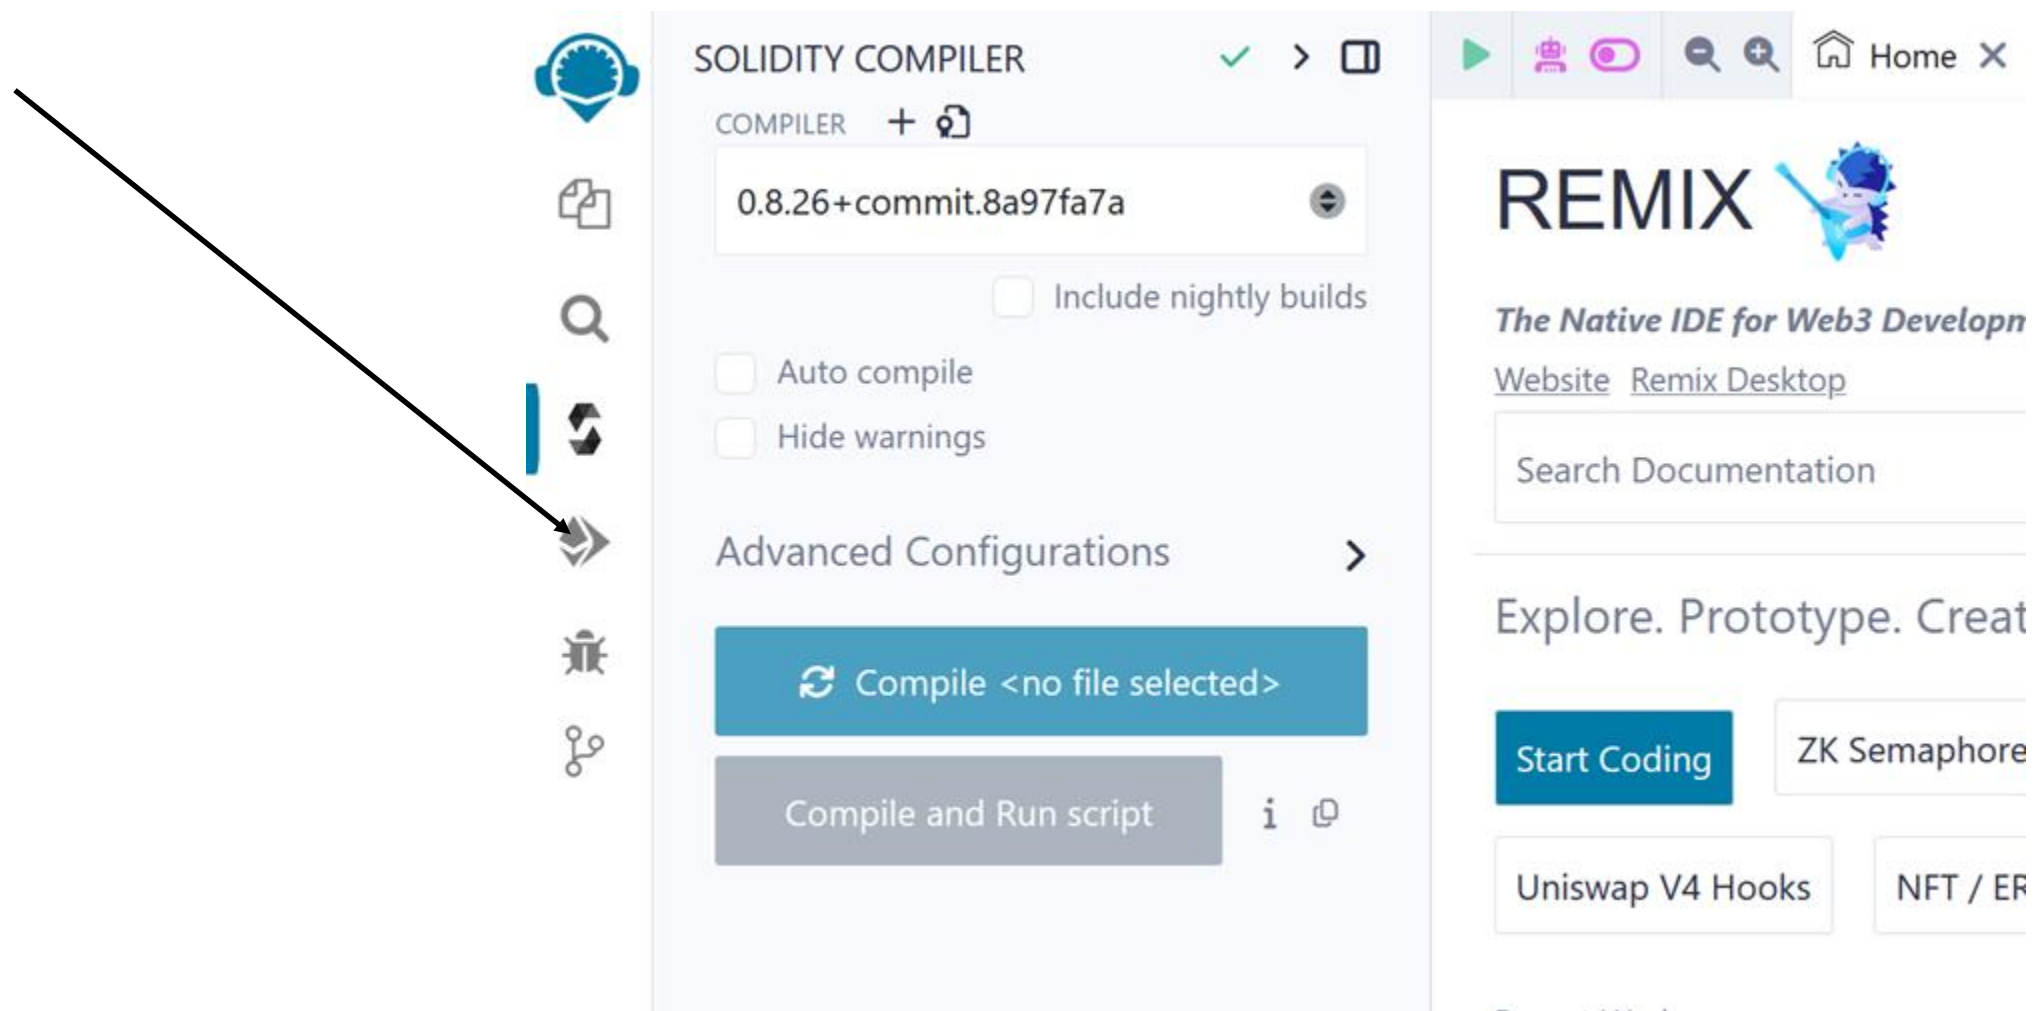 SOLIDITY COMPILER
COMPILER
0.8.26+commit.8a97fa7a
Include nightly builds
Auto compile
Hide warnings
Advanced Configurations
Compile <no file selected>
Compile and Run script
Home
REMIX
The Native IDE for Web3 Developm
Website Remix Desktop
Search Documentation
Explore. Prototype. Creat
Start Coding
ZK Semaphore
Uniswap V4 Hooks
NFT / ER